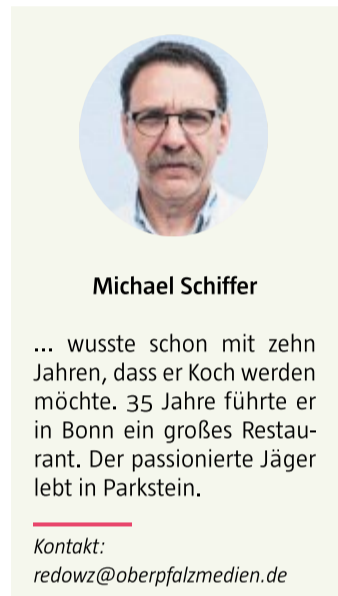 Michael Schiffer
... wusste schon mit zehn
Jahren, dass er Koch werden
möchte. 35 Jahre führte er
in Bonn ein großes Restau-
rant. Der passionierte Jäger
lebt in Parkstein.
Kontakt:
redowz@oberpfalzmedien.de